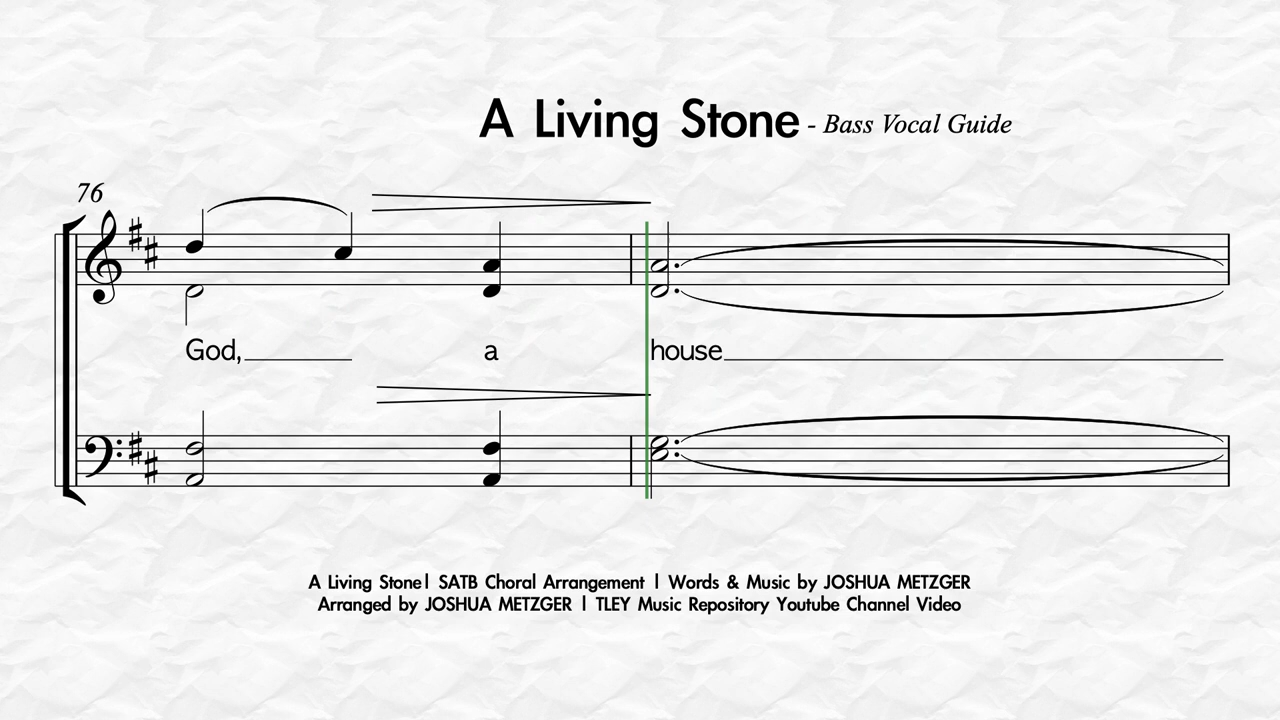 A Living Stone - Bass Vocal Guide
76
God, a house
A Living Stone| SATB Choral Arrangement | Words & Music by JOSHUA METZGER
Arranged by JOSHUA METZGER | TLEY Music Repository Youtube Channel Video